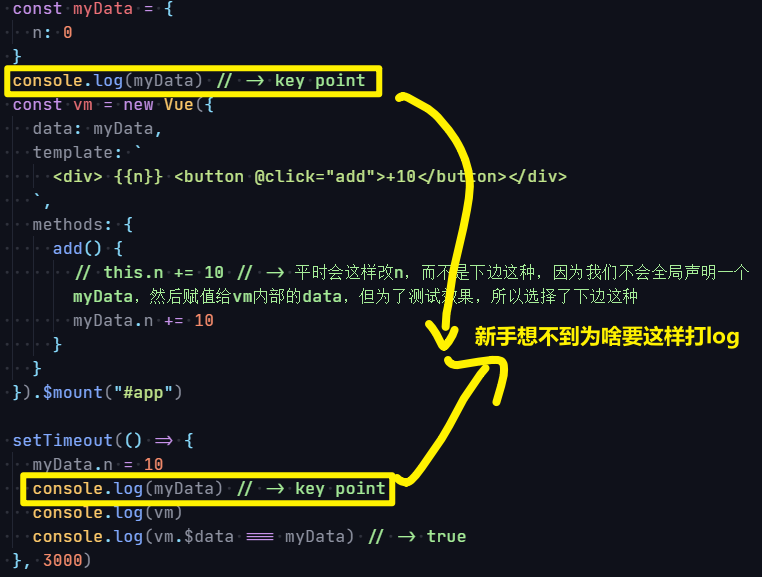 const myData = {
n: 0
}
console.log(myData) // -> key point
const vm = new Vue({
data: myData,
template: `
<div> {{n}} <button @click="add">+10</button></div>
`,
methods: {
add() {
// this.n += 10 // -> 平时会这样改n，而不是下边这种，因为我们不会全局声明一个
myData，然后赋值给vm内部的data，但为了测试效果，所以选择了下边这种
myData.n += 10
}
新手想不到为啥要这样打log
}
}).$mount("#app")
setTimeout(() => {
myData.n = 10
console.log(myData) // -> key point
console.log(vm)
console.log(vm.$data === myData) // -> true
}, 3000)